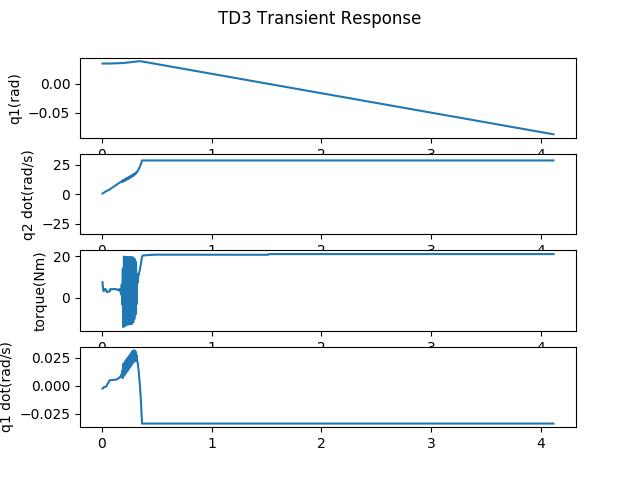 TD3 Transient Response
q1(rad)
0.00
−0.05
0 1 2 3 4
q2 dot(rad/s)
25
0
−25
0 1 2 3 4
torque(Nm)
20
0
0 1 2 3 4
q1 dot(rad/s)
0.025
0.000
−0.025
0 1 2 3 4